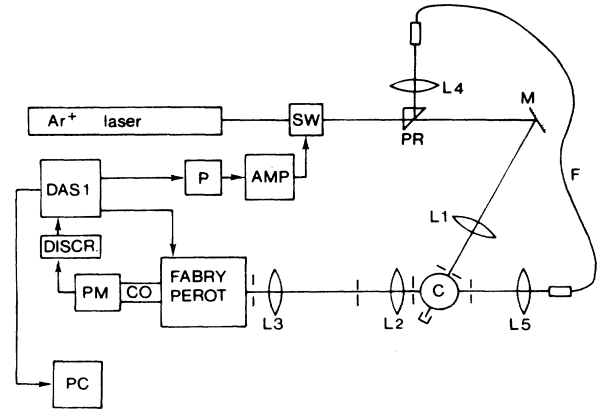 L4
M
Ar+ laser
SW
PR
DAS1
P
AMP
F
L1
DISCR.
PM
CO
FABRY
PEROT
C
L3
L2
L5
PC